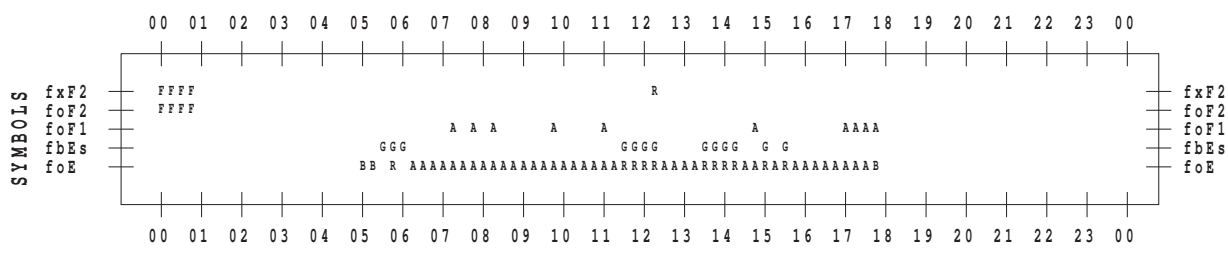 00 01 02 03 04 05 06 07 08 09 10 11 12 13 14 15 16 17 18 19 20 21 22 23 00
SYMBOLS
fxF2 FFFF R fxF2
foF2 FFFF foF2
foF1 A A A A A A AAAA foF1
fbEs GGG GGGG GGGG G G fbEs
foE BB R AAAAAAAAAAAAAAAAAAAAARRRRAAAARRRRAARARAAAAAAAAB foE
00 01 02 03 04 05 06 07 08 09 10 11 12 13 14 15 16 17 18 19 20 21 22 23 00